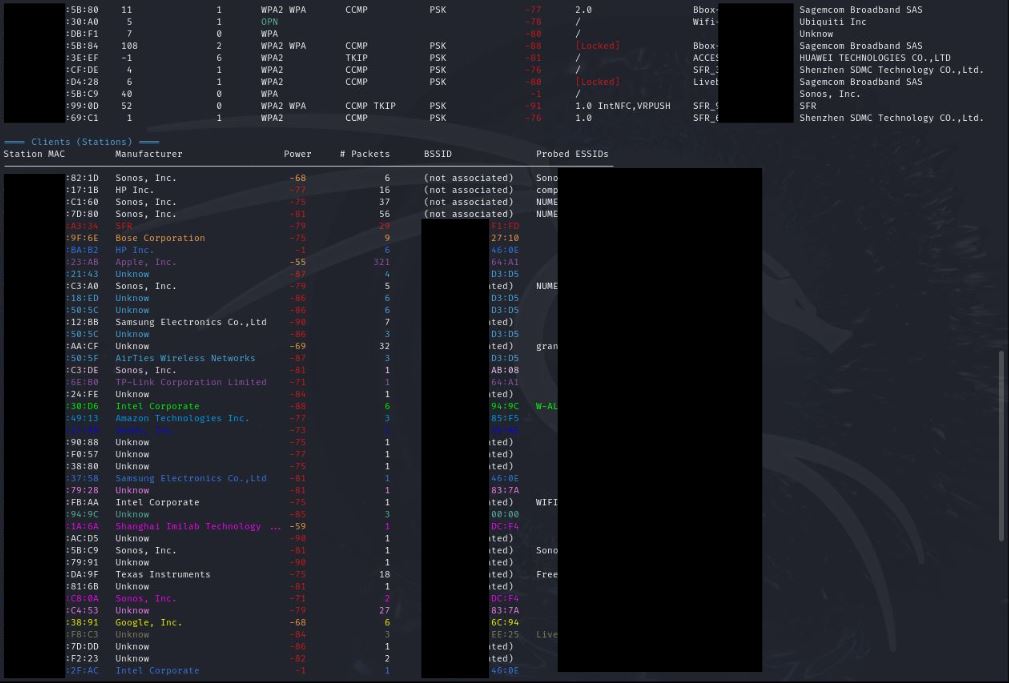 :5B:80 11 1 WPA2 WPA CCMP PSK -77 2.0 Bbox- Sagemcom Broadband SAS
:30:A0 5 1 OPN -78 / Wifi- Ubiquiti Inc
:DB:F1 7 0 WPA -80 / Unknow
:5B:84 108 2 WPA2 WPA CCMP PSK -88 [Locked] Bbox- Sagemcom Broadband SAS
:3E:EF -1 6 WPA2 TKIP PSK -81 / ACCES HUAWEI TECHNOLOGIES CO.,LTD
:CF:DE 4 1 WPA2 CCMP PSK -76 / SFR_3 Shenzhen SDMC Technology CO.,Ltd.
:D4:28 6 1 WPA2 CCMP PSK -80 [Locked] Liveb Sagemcom Broadband SAS
:5B:C9 40 0 WPA -1 / Sonos, Inc.
:99:0D 52 0 WPA2 WPA CCMP TKIP PSK -91 1.0 IntNFC,VRPUSH SFR_9 SFR
:69:C1 1 1 WPA2 CCMP PSK -76 1.0 SFR_6 Shenzhen SDMC Technology CO.,Ltd.
════ Clients (Stations) ════
Station MAC Manufacturer Power # Packets BSSID Probed ESSIDs
:82:1D Sonos, Inc. -68 6 (not associated) Sono
:17:1B HP Inc. -77 16 (not associated) comp
:C1:60 Sonos, Inc. -75 37 (not associated) NUME
:7D:80 Sonos, Inc. -81 56 (not associated) NUME
:A3:34 SFR -79 29 F1:FD
:9F:6E Bose Corporation -75 9 27:10
:BA:B2 HP Inc. -1 6 46:0E
:23:AB Apple, Inc. -55 321 64:A1
:21:43 Unknow -87 4 D3:D5
:C3:A0 Sonos, Inc. -79 5 ated) NUME
:18:ED Unknow -86 6 D3:D5
:50:5C Unknow -86 6 D3:D5
:12:BB Samsung Electronics Co.,Ltd -90 7 ated)
:50:5C Unknow -86 3 D3:D5
:AA:CF Unknow -69 32 ated) gran
:50:5F AirTies Wireless Networks -87 3 D3:D5
:C3:DE Sonos, Inc. -81 1 AB:08
:6E:B0 TP-Link Corporation Limited -71 1 64:A1
:24:FE Unknow -84 1 ated)
:30:D6 Intel Corporate -88 6 94:9C W-AL
:49:13 Amazon Technologies Inc. -77 3 85:F5
-73
:90:88 Unknow -75 1 ated)
:F0:57 Unknow -77 1 ated)
:38:80 Unknow -75 1 ated)
:37:58 Samsung Electronics Co.,Ltd -81 1 46:0E
:79:28 Unknow -81 1 83:7A
:FB:AA Intel Corporate -75 1 ated) WIFI
:94:9C Unknow -85 3 00:00
:1A:6A Shanghai Imilab Technology ... -59 1 DC:F4
:AC:D5 Unknow -90 1 ated)
:5B:C9 Sonos, Inc. -81 1 ated) Sono
:79:91 Unknow -90 1 ated)
:DA:9F Texas Instruments -75 18 ated) Free
:81:6B Unknow -81 1 ated)
:C8:0A Sonos, Inc. -71 2 DC:F4
:C4:53 Unknow -79 27 83:7A
:38:91 Google, Inc. -68 6 6C:94
:F8:C3 Unknow -84 3 EE:25 Live
:7D:DD Unknow -86 1 ated)
:F2:23 Unknow -82 2 ated)
:2F:AC Intel Corporate -1 1 46:0E